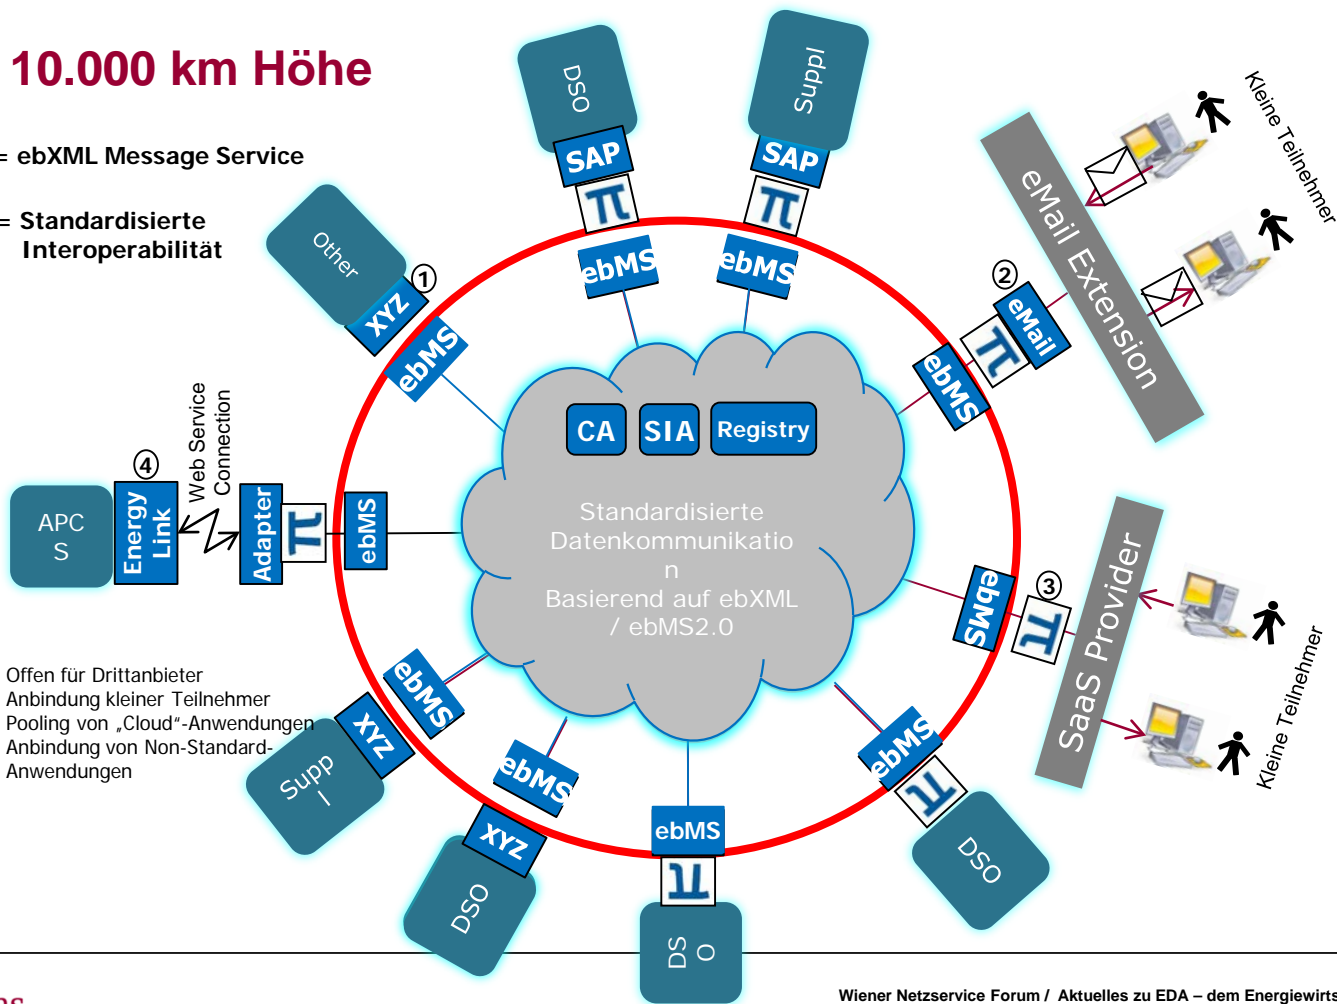 10.000 km Höhe
= ebXML Message Service
= Standardisierte
Interoperabilität
DSO
SAP
π
ebMS
Suppl
SAP
π
ebMS
Other
XYZ
1
ebMS
2
eMail
π
ebMS
eMail Extension
Kleine Teilnehmer
CA
SIA
Registry
Standardisierte
Datenkommunikatio
n
Basierend auf ebXML
/ ebMS2.0
APC
S
4
Energy
Link
Web Service
Connection
Adapter
π
ebMS
ebMS
3
π
SaaS Provider
Kleine Teilnehmer
Offen für Drittanbieter
Anbindung kleiner Teilnehmer
Pooling von „Cloud“-Anwendungen
Anbindung von Non-Standard-
Anwendungen
ebMS
XYZ
Supp
l
ebMS
XYZ
DSO
ebMS
π
DS
O
ebMS
π
DSO
Wiener Netzservice Forum / Aktuelles zu EDA – dem Energiewirts